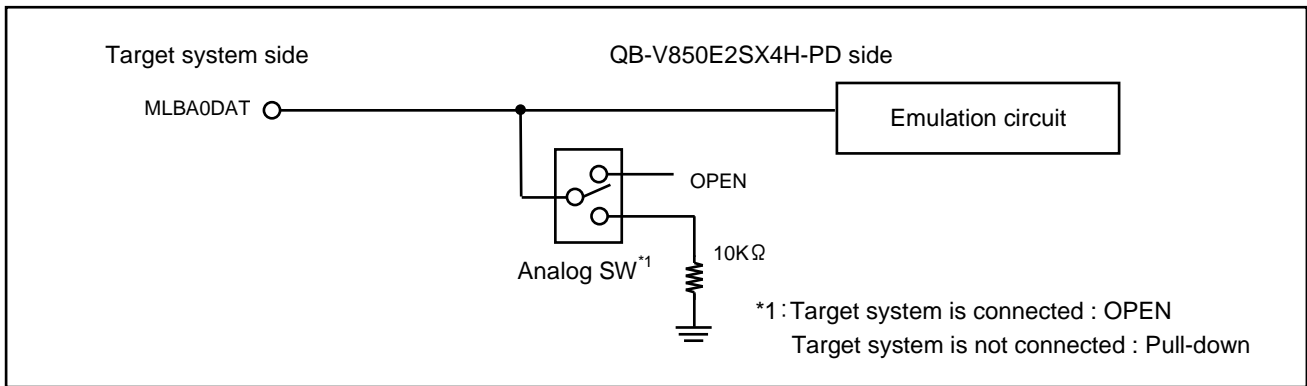 Target system side
QB-V850E2SX4H-PD side
MLBA0DAT
Emulation circuit
OPEN
10KΩ
Analog SW*1
*1:Target system is connected : OPEN
Target system is not connected : Pull-down